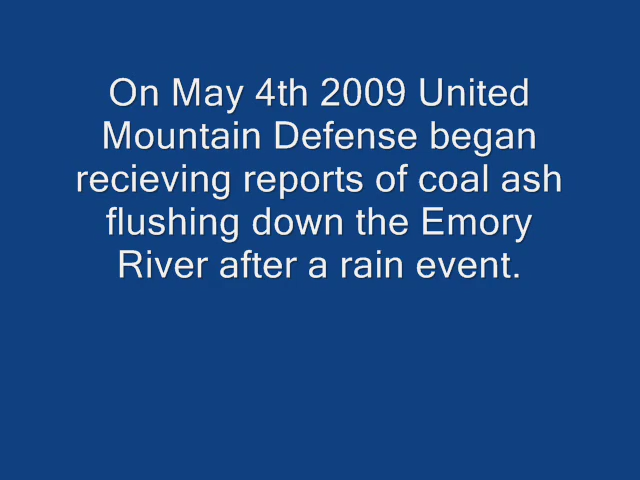 On May 4th 2009 United
Mountain Defense began
recieving reports of coal ash
flushing down the Emory
River after a rain event.